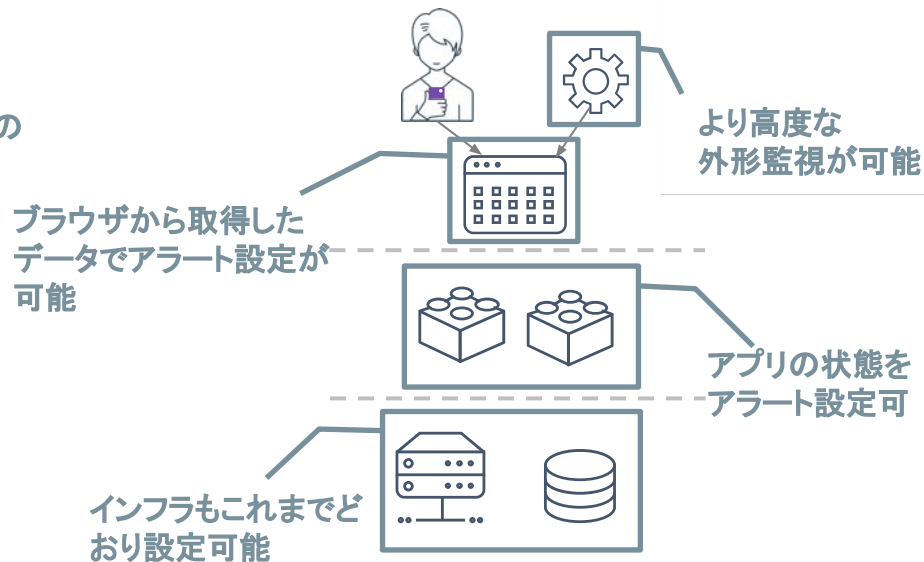 の
より高度な
外形監視が可能
ブラウザから取得した
データでアラート設定が
可能
アプリの状態を
アラート設定可
インフラもこれまでど
おり設定可能